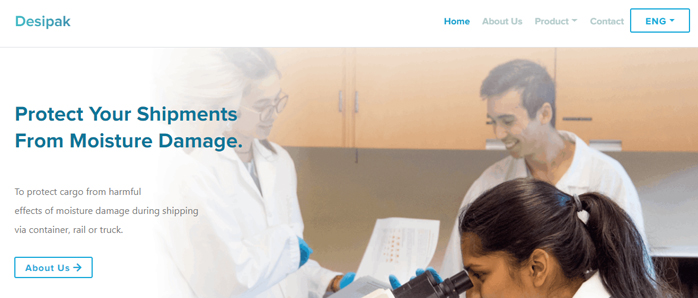 Desipak
Home About Us Product Contact ENG
Protect Your Shipments
From Moisture Damage.
To protect cargo from harmful
effects of moisture damage during shipping
via container, rail or truck.
About Us →